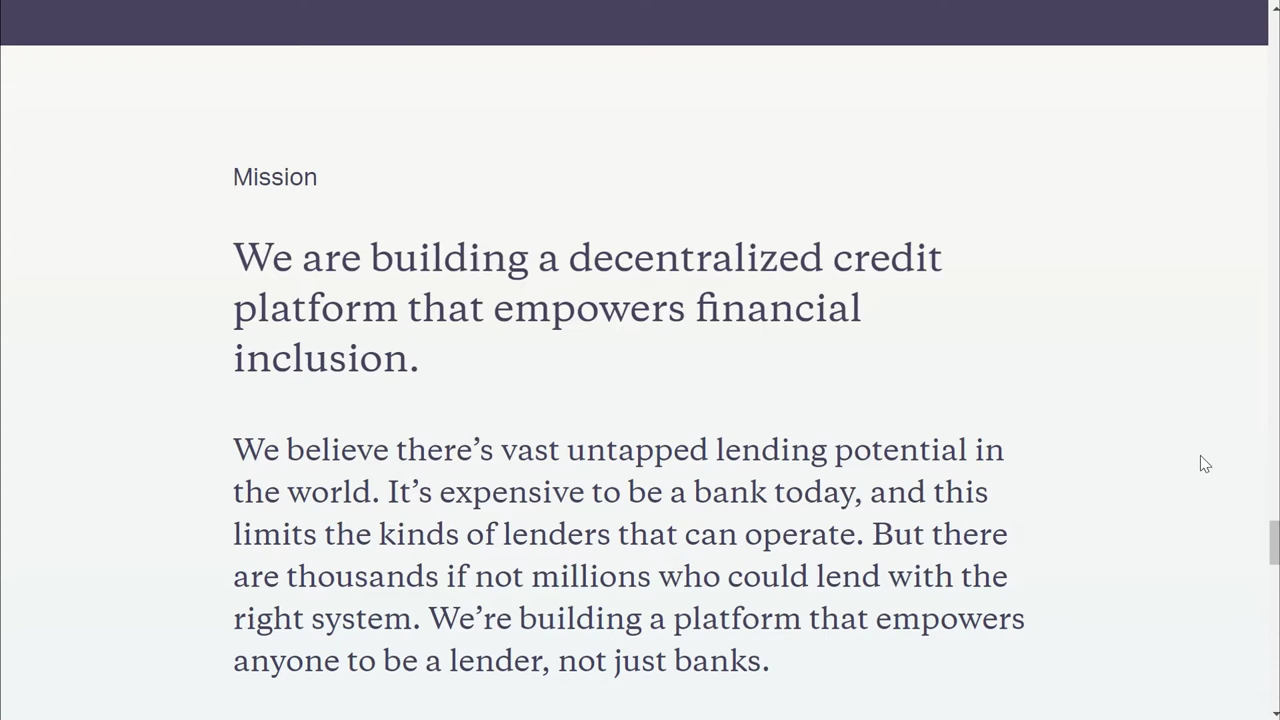 Mission
We are building a decentralized credit
platform that empowers financial
inclusion.
We believe there’s vast untapped lending potential in
the world. It’s expensive to be a bank today, and this
limits the kinds of lenders that can operate. But there
are thousands if not millions who could lend with the
right system. We’re building a platform that empowers
anyone to be a lender, not just banks.